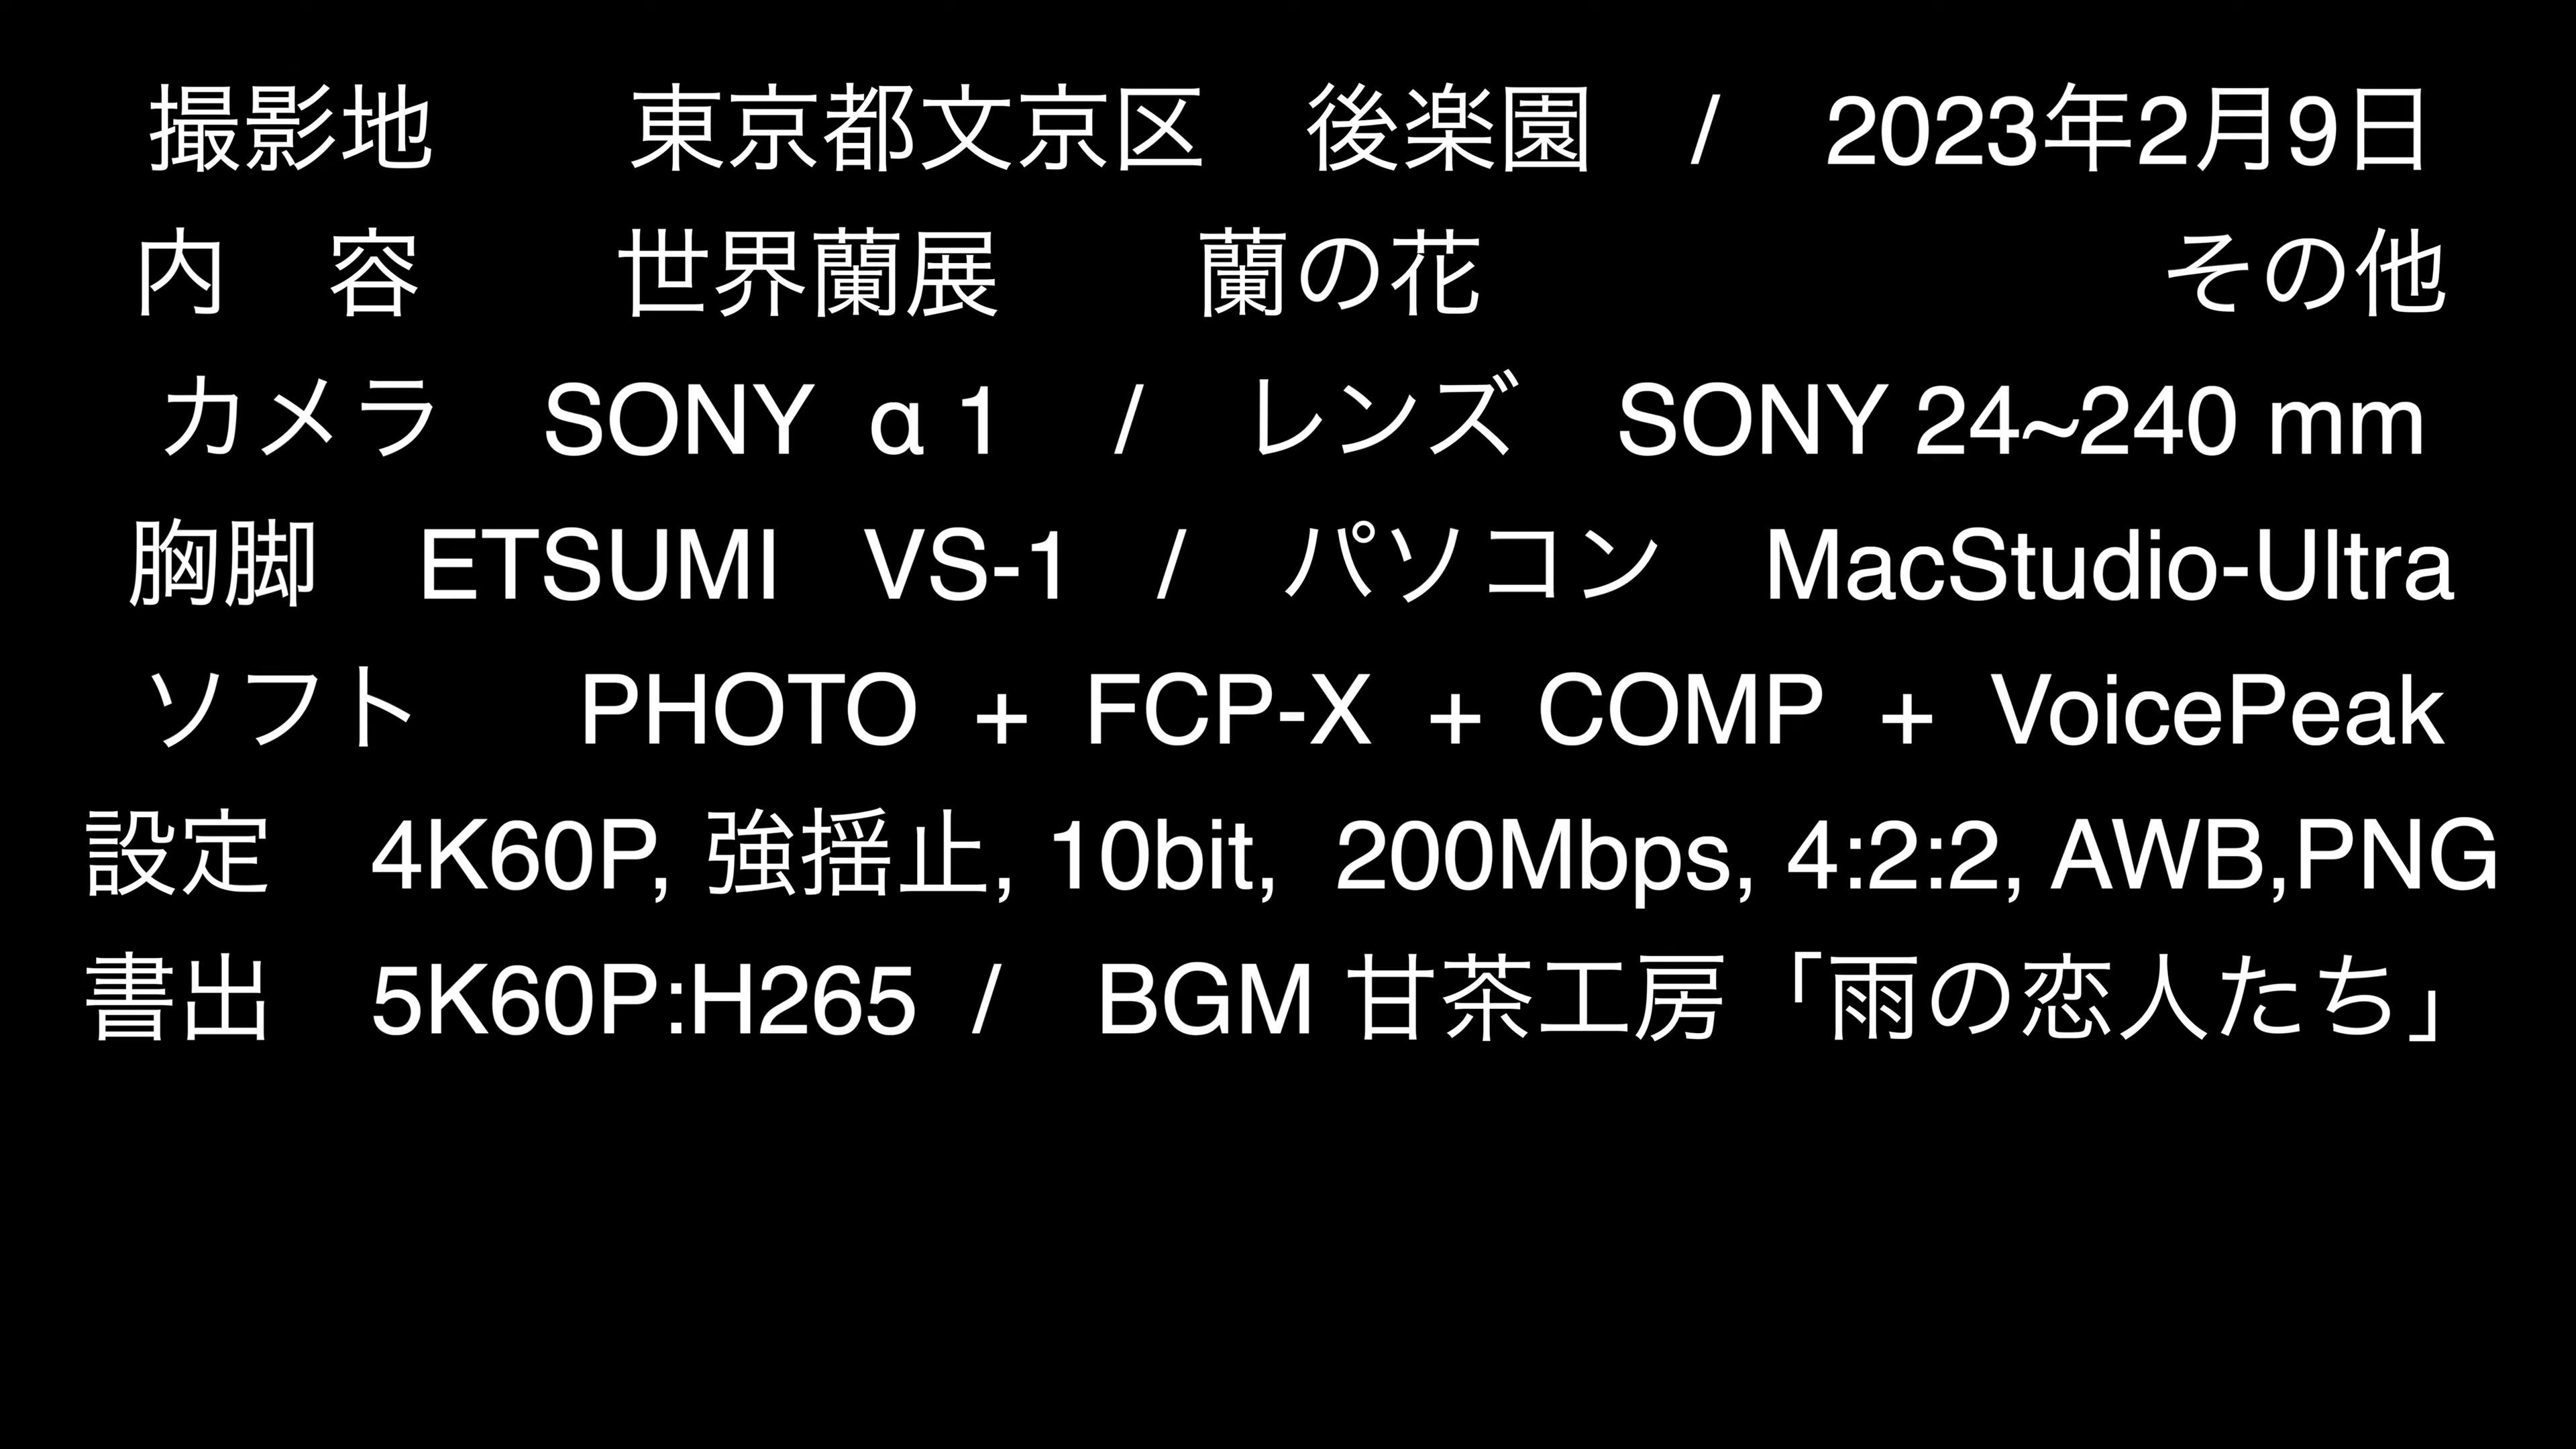 撮影地　　東京都文京区　後楽園　/　2023年2月9日
内　容　　世界蘭展　　蘭の花　　　　　　　その他
カメラ　SONY α 1　/　レンズ　SONY 24~240 mm
胸脚　ETSUMI　VS-1　/　パソコン　MacStudio-Ultra
ソフト　 PHOTO + FCP-X + COMP + VoicePeak
設定　4K60P, 強揺止, 10bit, 200Mbps, 4:2:2, AWB,PNG
書出　5K60P:H265 /　BGM 甘茶工房「雨の恋人たち」